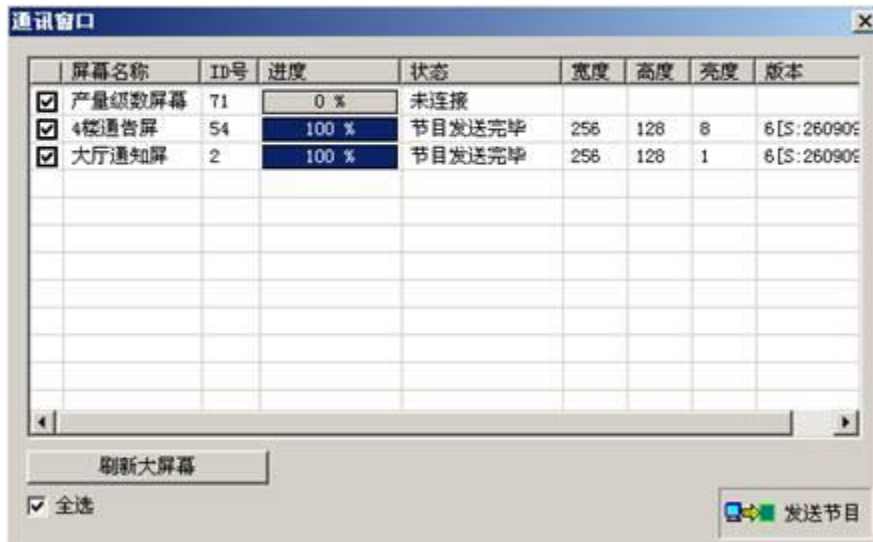 通讯窗口
屏幕名称 ID号 进度 状态 宽度 高度 亮度 版本
产量级数屏幕 71 0 % 未连接
4楼通告屏 54 100 % 节目发送完毕 256 128 8 6[S:260909
大厅通知屏 2 100 % 节目发送完毕 256 128 1 6[S:260909
刷新大屏幕
全选
发送节目